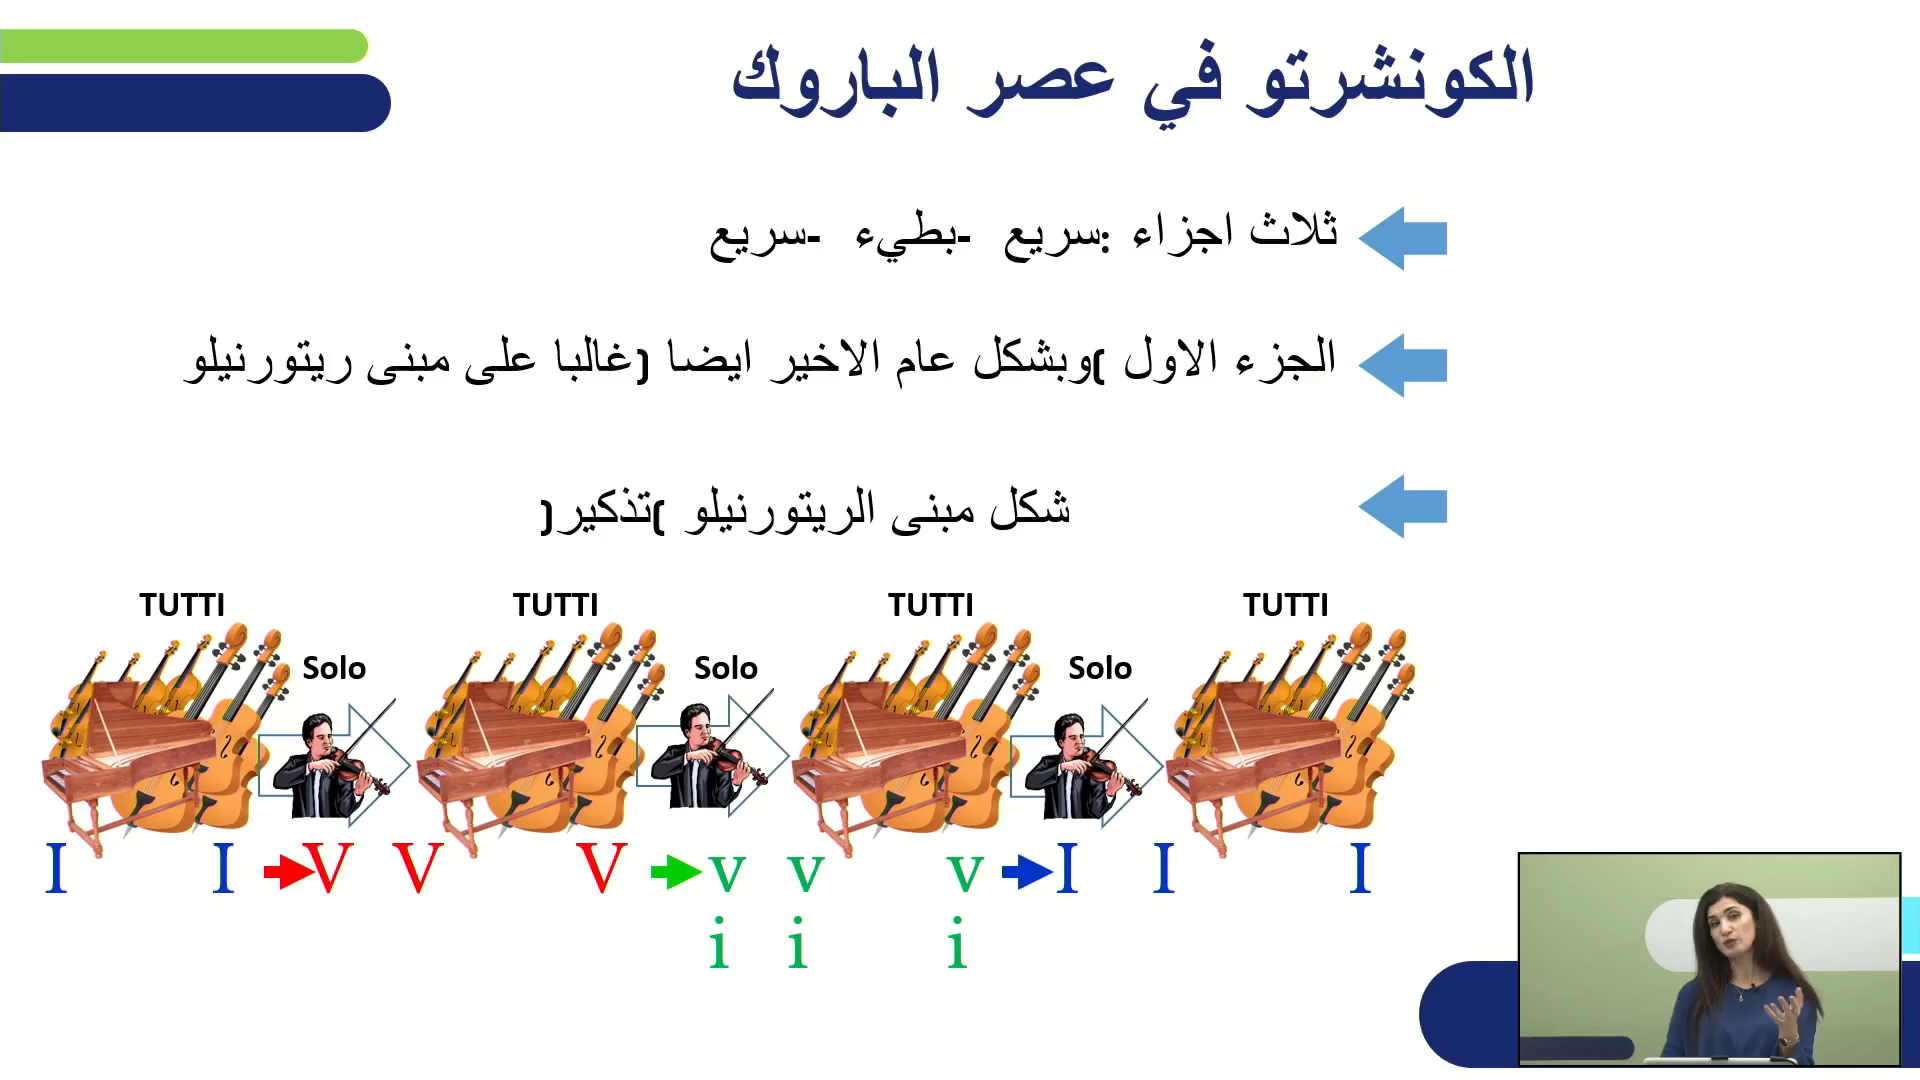 الكونشرتو في عصر الباروك
ثلاث اجزاء :سريع -بطيء -سريع
الجزء الاول )وبشكل عام الاخير ايضا (غالبا على مبنى ريتورنيلو
شكل مبنى الريتورنيلو )تذكير(
TUTTI TUTTI TUTTI TUTTI
Solo Solo Solo
I I V V V v v v I I I
i i i